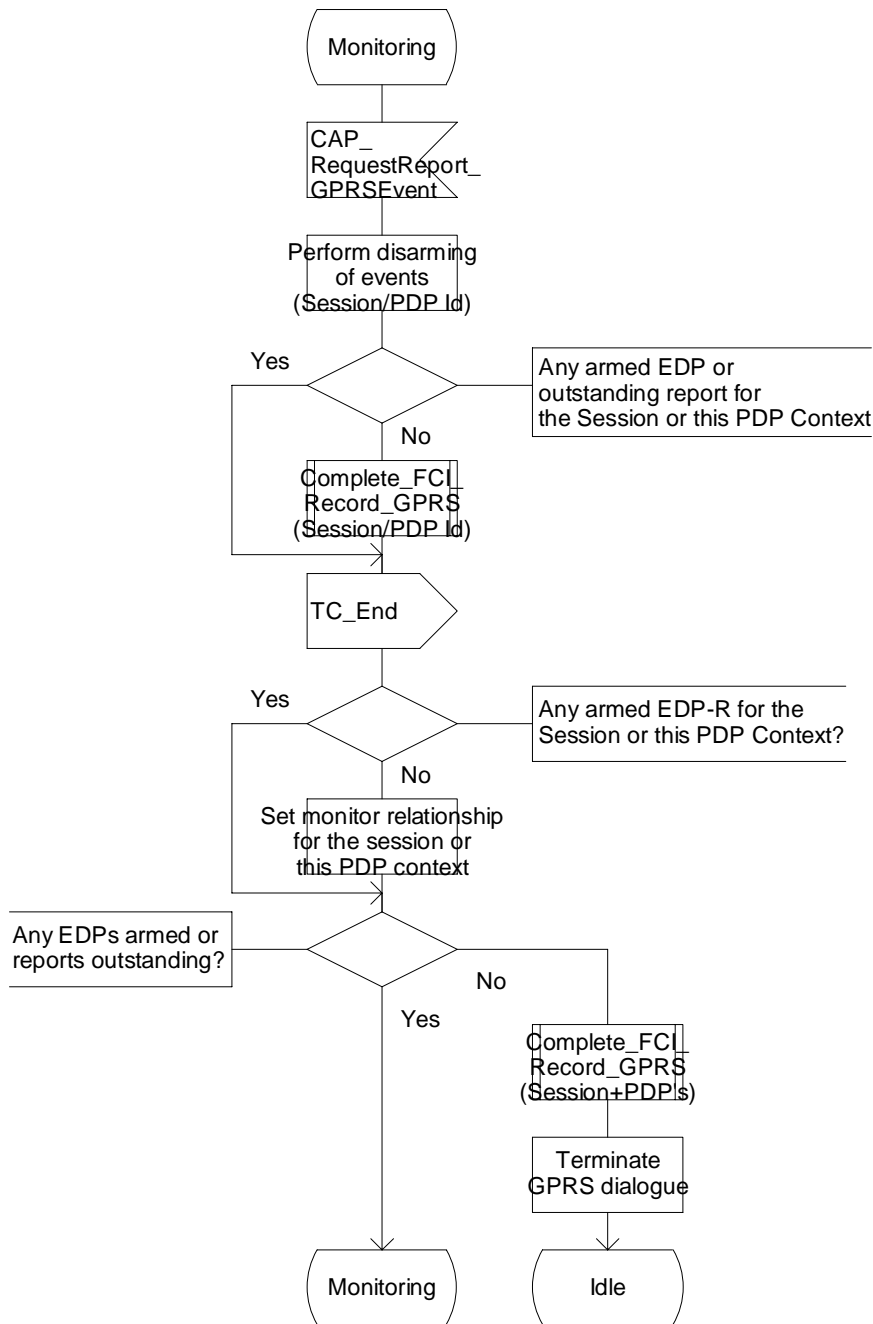 Monitoring
CAP_
RequestReport_
GPRSEvent
Perform disarming
of events
(Session/PDP Id)
Yes
Any armed EDP or
outstanding report for
the Session or this PDP Context
No
Complete_FCI_
Record_GPRS
(Session/PDP Id)
TC_End
Yes
Any armed EDP-R for the
Session or this PDP Context?
No
Set monitor relationship
for the session or
this PDP context
Any EDPs armed or
reports outstanding?
No
Yes
Complete_FCI_
Record_GPRS
(Session+PDP's)
Terminate
GPRS dialogue
Monitoring
Idle